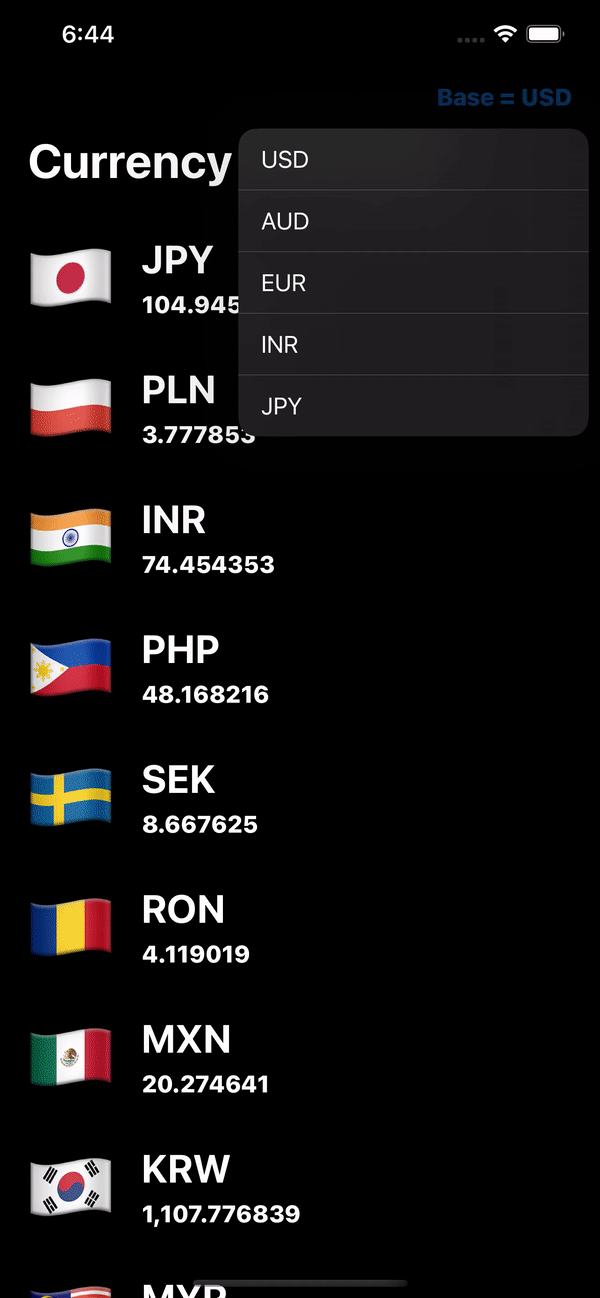 6:44
Base = USD
Currency
USD
AUD
EUR
INR
JPY
JPY
104.945
PLN
3.777853
INR
74.454353
PHP
48.168216
SEK
8.667625
RON
4.119019
MXN
20.274641
KRW
1,107.776839
MYR